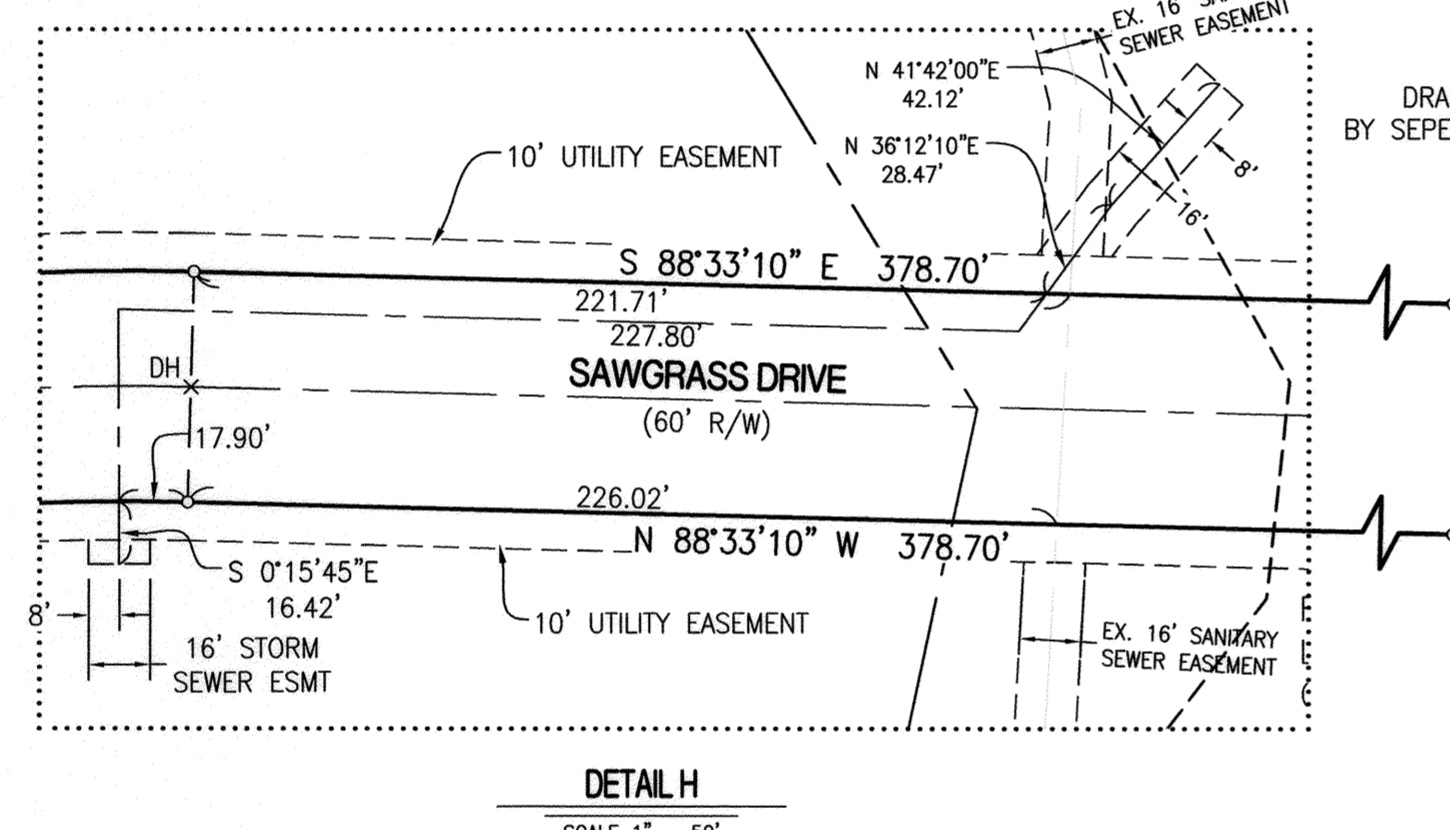 EX. 16'
SEWER EASEMENT
N 41°42'00"E
42.12'
DRA
BY SEPE
N 36°12'10"E
28.47'
10' UTILITY EASEMENT
8'
16'
S 88°33'10" E 378.70'
221.71'
227.80'
DH
SAWGRASS DRIVE
(60' R/W)
17.90'
226.02'
N 88°33'10" W 378.70'
S 0°15'45"E
16.42'
8'
10' UTILITY EASEMENT
16' STORM
SEWER ESMT
EX. 16' SANITARY
SEWER EASEMENT
DETAIL H